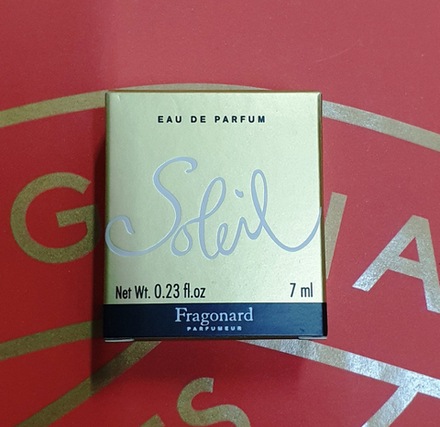 EAU DE PARFUM
Soleil
Net Wt. 0.23 fl.oz 7 ml
Fragonard
PARFUMEUR